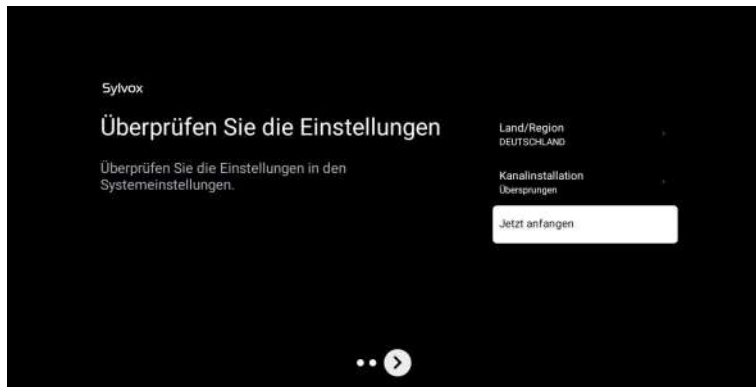 Sylvox
Überprüfen Sie die Einstellungen
Überprüfen Sie die Einstellungen in den
Systemeinstellungen.
Land/Region
DEUTSCHLAND
Kanalinstallation
Übersprungen
Jetzt anfangen